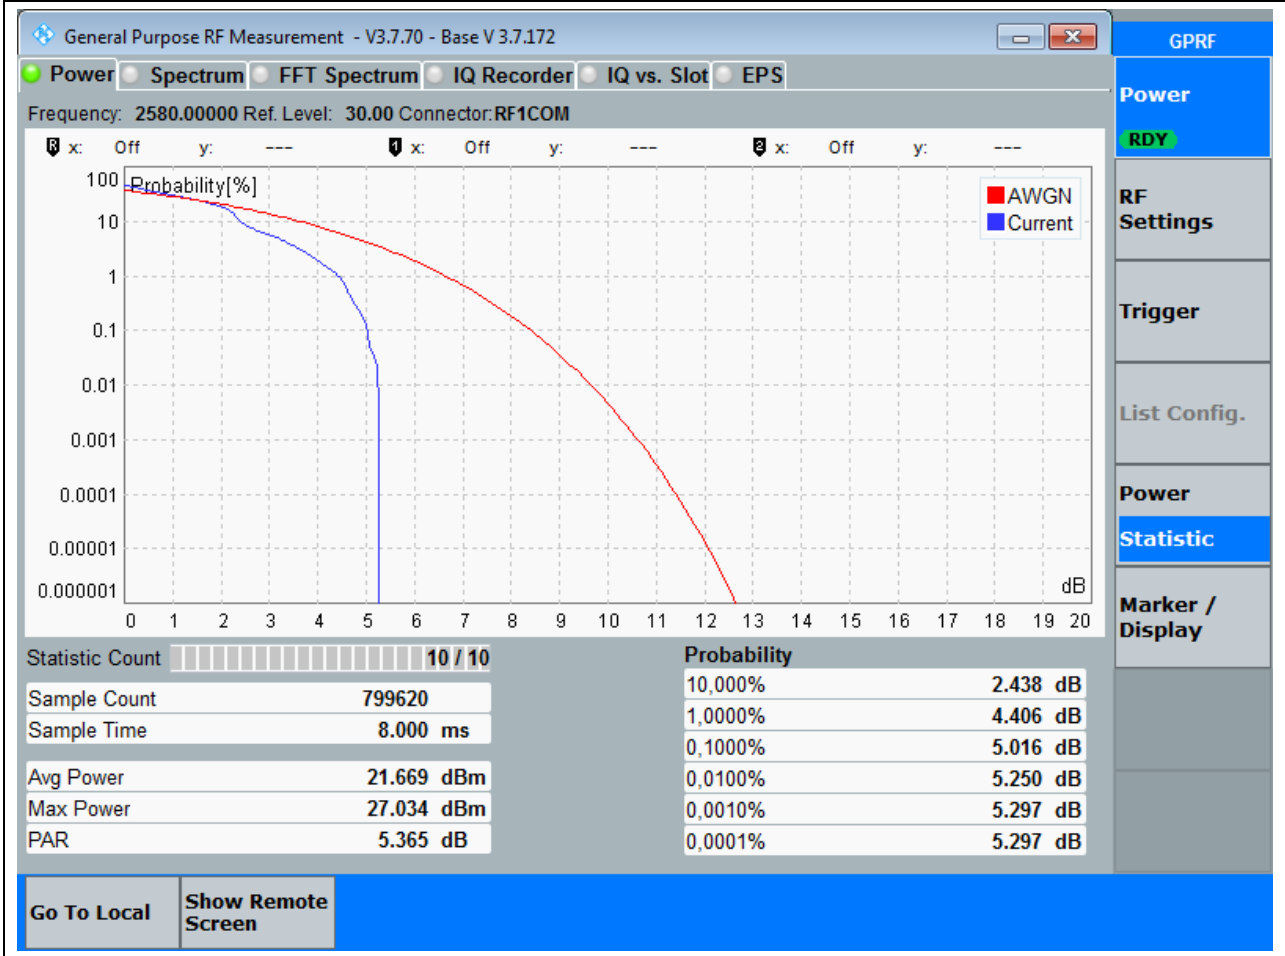 General Purpose RF Measurement - V3.7.70 - Base V 3.7.172
GPRF
Power Spectrum FFT Spectrum IQ Recorder IQ vs. Slot EPS
Frequency: 2580.00000 Ref. Level: 30.00 Connector:RF1COM
R x: Off y: --- 1 x: Off y: --- 2 x: Off y: ---
Probability[%]
AWGN
Current
100
10
1
0.1
0.01
0.001
0.0001
0.00001
0.000001
dB
0 1 2 3 4 5 6 7 8 9 10 11 12 13 14 15 16 17 18 19 20
Statistic Count 10 / 10
Sample Count 799620
Sample Time 8.000 ms
Avg Power 21.669 dBm
Max Power 27.034 dBm
PAR 5.365 dB
Probability
10,000% 2.438 dB
1,0000% 4.406 dB
0,1000% 5.016 dB
0,0100% 5.250 dB
0,0010% 5.297 dB
0,0001% 5.297 dB
Power
RDY
RF
Settings
Trigger
List Config.
Power
Statistic
Marker /
Display
Go To Local
Show Remote
Screen